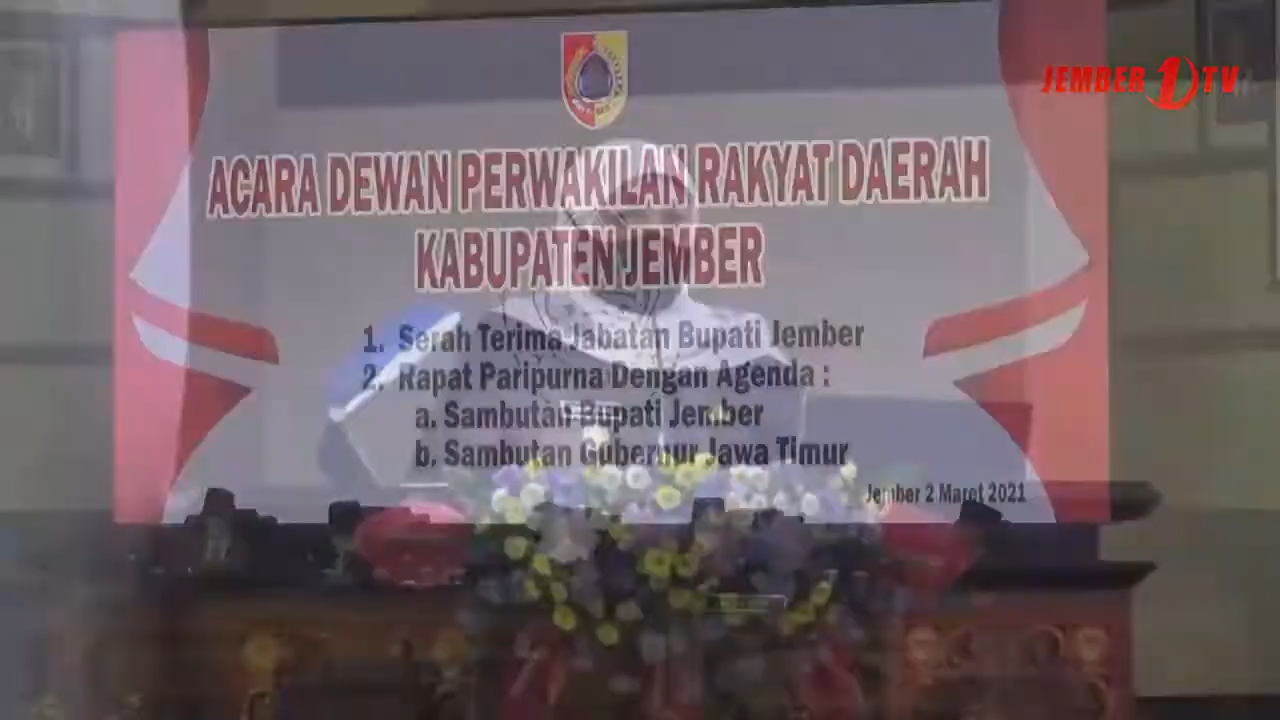 JEMBER 1 TV
ACARA DEWAN PERWAKILAN RAKYAT DAERAH
KABUPATEN JEMBER
1. Serah Terima Jabatan Bupati Jember
2. Rapat Paripurna Dengan Agenda :
a. Sambutan Bupati Jember
b. Sambutan Gubernur Jawa Timur
Jember 2 Maret 2021